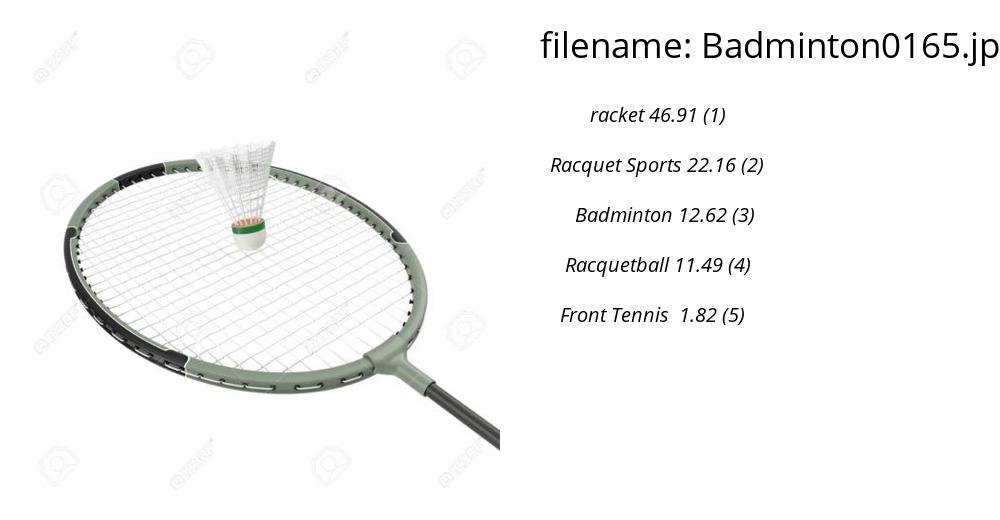 filename: Badminton0165.jp
racket 46.91 (1)
Racquet Sports 22.16 (2)
Badminton 12.62 (3)
Racquetball 11.49 (4)
Front Tennis 1.82 (5)